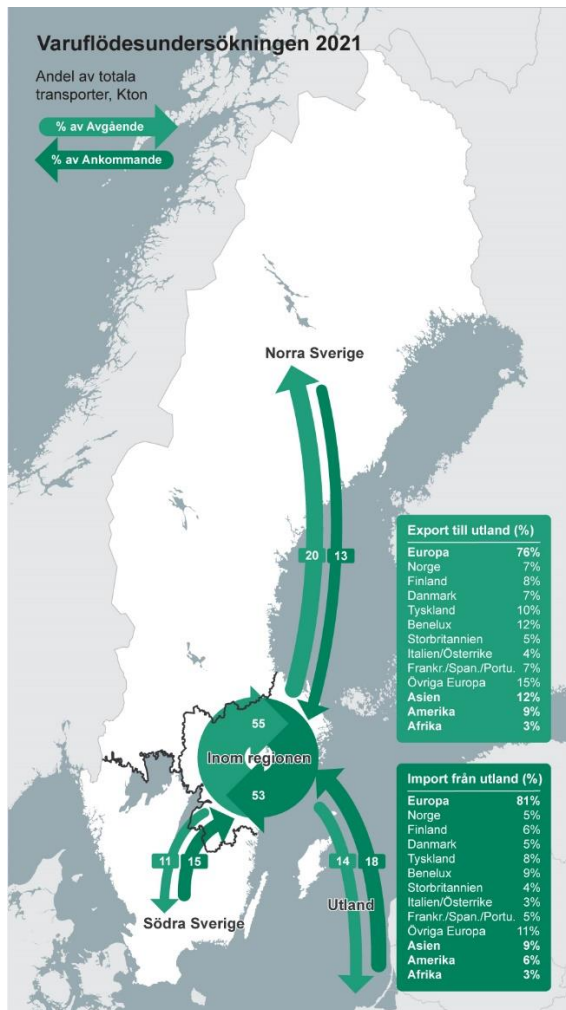 Varuflödesundersökningen 2021
Andel av totala
transporter, Kton
% av Avgående
% av Ankommande
Norra Sverige
20 13
55
Inom regionen
53
11 15
Södra Sverige
14 18
Utland
Export till utland (%)
Europa 76%
Norge 7%
Finland 8%
Danmark 7%
Tyskland 10%
Benelux 12%
Storbritannien 5%
Italien/Österrike 4%
Frankr./Span./Portu. 7%
Övriga Europa 15%
Asien 12%
Amerika 9%
Afrika 3%
Import från utland (%)
Europa 81%
Norge 5%
Finland 6%
Danmark 5%
Tyskland 8%
Benelux 9%
Storbritannien 4%
Italien/Österrike 3%
Frankr./Span./Portu. 5%
Övriga Europa 11%
Asien 9%
Amerika 6%
Afrika 3%